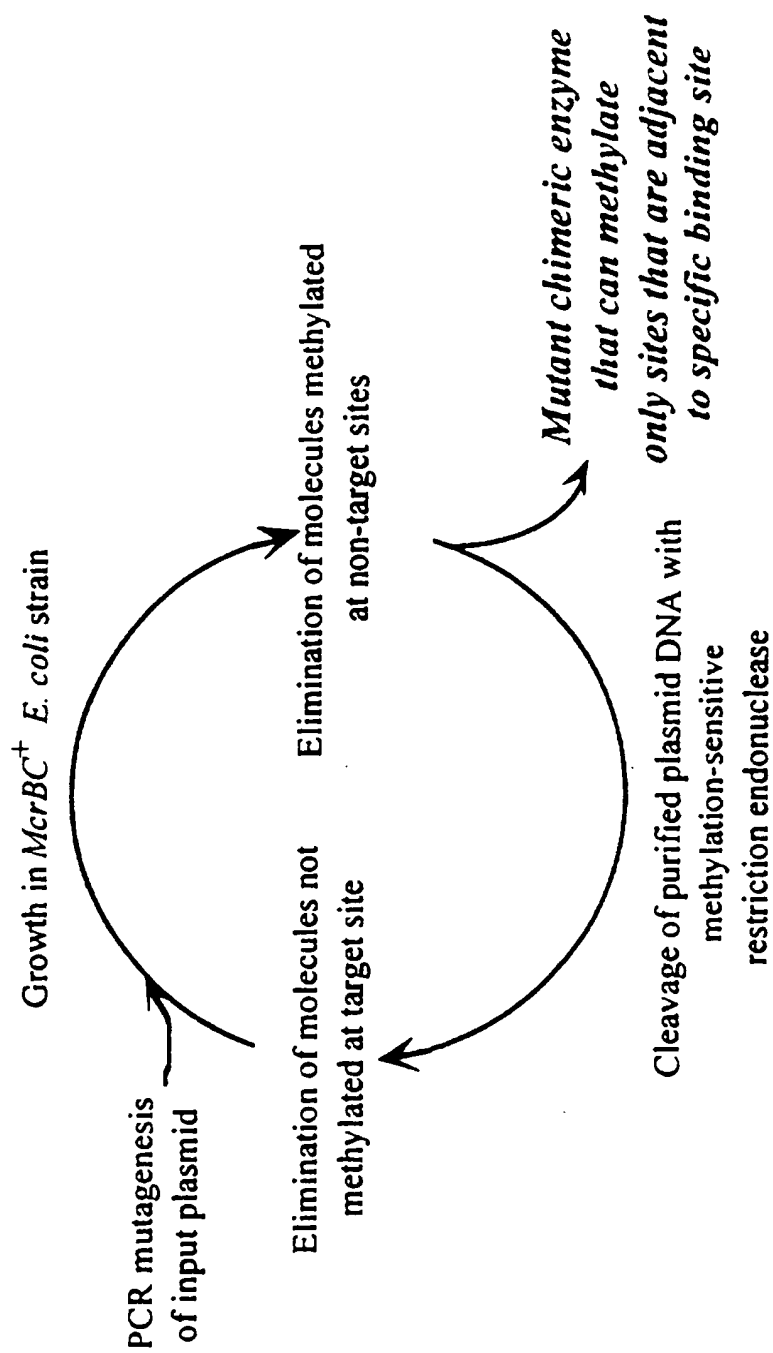 Growth in McrBC+ E. coli strain
PCR mutagenesis
of input plasmid
Elimination of molecules not
methylated at target site
Elimination of molecules methylated
at non-target sites
Cleavage of purified plasmid DNA with
methylation-sensitive
restriction endonuclease
Mutant chimeric enzyme
that can methylate
only sites that are adjacent
to specific binding site